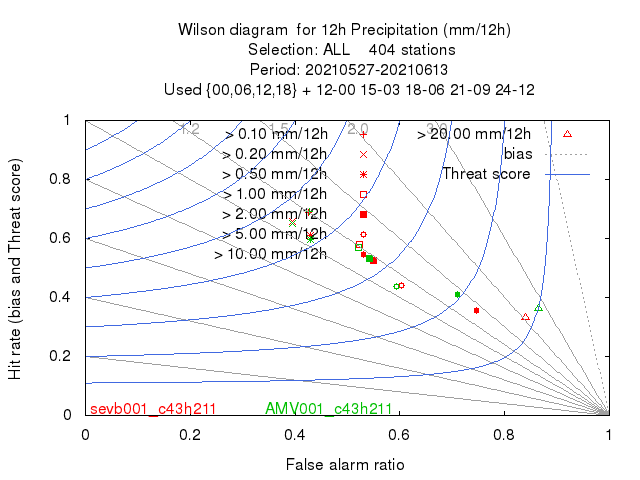 Wilson diagram for 12h Precipitation (mm/12h)
Selection: ALL 404 stations
Period: 20210527-20210613
Used {00,06,12,18} + 12-00 15-03 18-06 21-09 24-12
Hit rate (bias and Threat score)
1
0.8
0.6
0.4
0.2
0
1.2
1.5
2.0
3.0
> 0.10 mm/12h
> 0.20 mm/12h
> 0.50 mm/12h
> 1.00 mm/12h
> 2.00 mm/12h
> 5.00 mm/12h
> 10.00 mm/12h
> 20.00 mm/12h
bias
Threat score
sevb001_c43h211
AMV001_c43h211
0
0.2
0.4
0.6
0.8
1
False alarm ratio